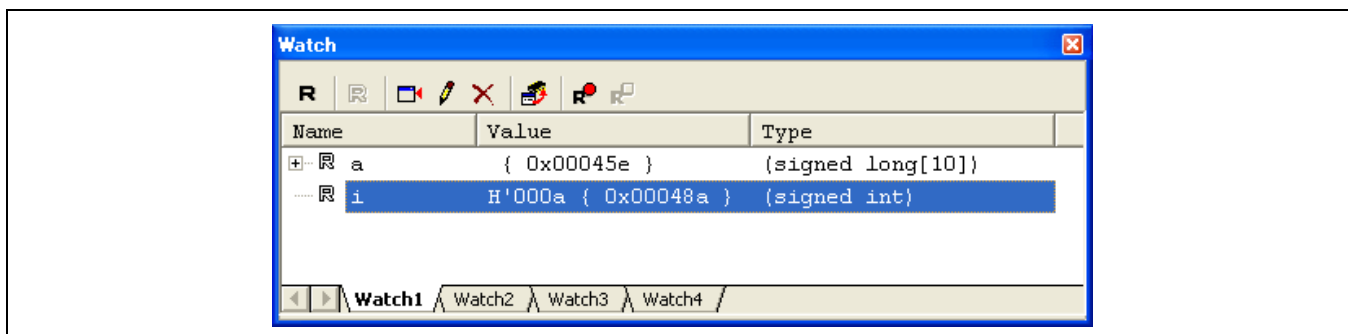 Watch
R R R R
Name Value Type
R a { 0x00045e } (signed long[10])
R i H'000a { 0x00048a } (signed int)
Watch1 Watch2 Watch3 Watch4